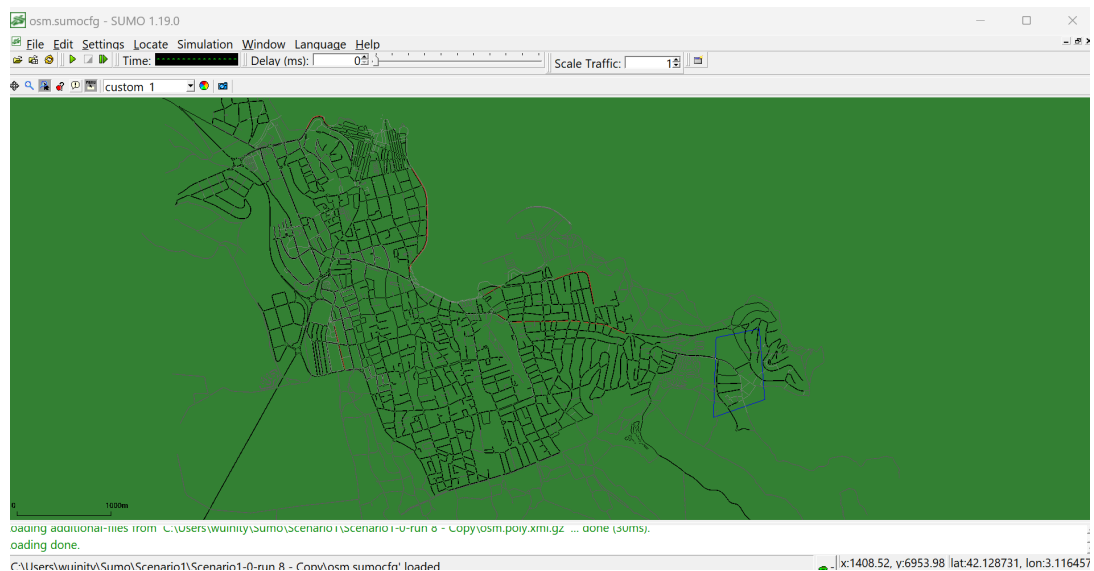 osm.sumocfg - SUMO 1.19.0
File Edit Settings Locate Simulation Window Language Help
Time: Delay (ms): 0 Scale Traffic: 1
custom 1
0 1000m
oading additional-files from 'C:\Users\wuinity\Sumo\Scenario1\Scenario1-0-run 8 - Copy\osm.poly.xml.gz' ... done (30ms).
oading done.
C:\Users\wuinity\Sumo\Scenario1\Scenario1-0-run 8 - Copy\osm.sumocfg' loaded. x:1408.52, y:6953.98 lat:42.128731, lon:3.116457